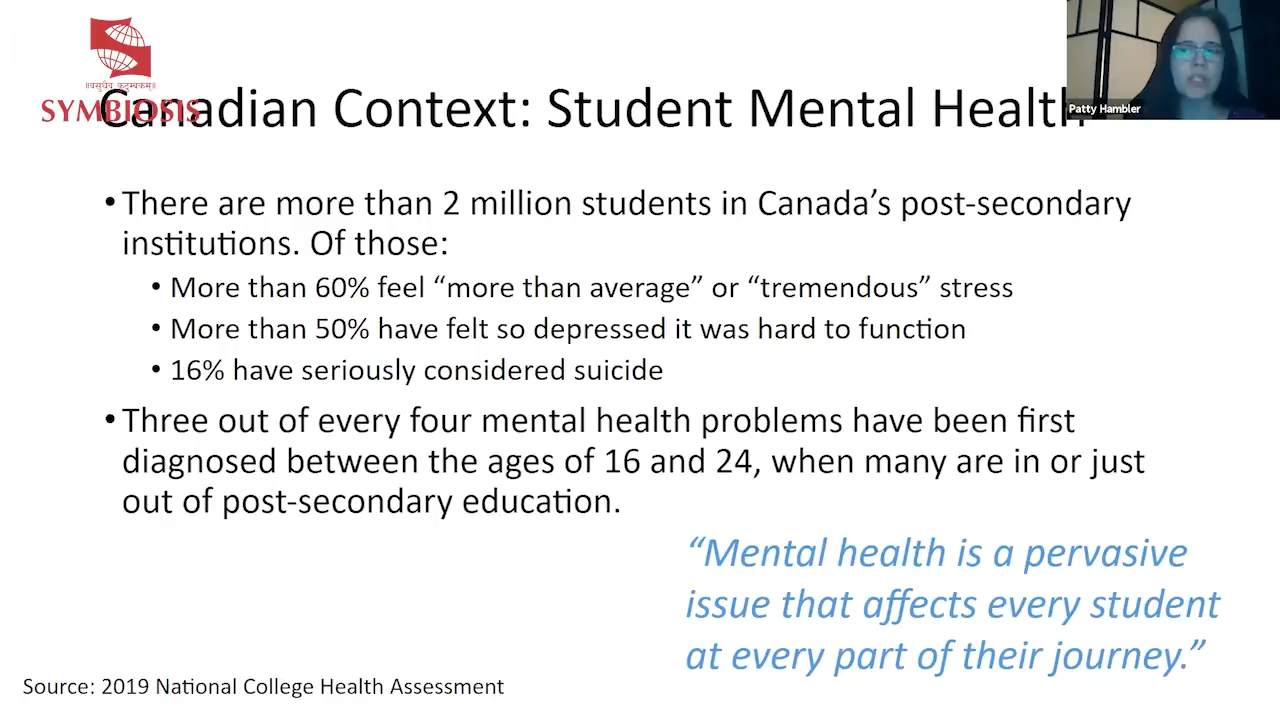 ॥वसुधैव कुटुम्बकम्॥
SYMBIOSIS
Canadian Context: Student Mental Health
Patty Hambler
•There are more than 2 million students in Canada’s post-secondary
institutions. Of those:
• More than 60% feel “more than average” or “tremendous” stress
• More than 50% have felt so depressed it was hard to function
• 16% have seriously considered suicide
•Three out of every four mental health problems have been first
diagnosed between the ages of 16 and 24, when many are in or just
out of post-secondary education.
“Mental health is a pervasive
issue that affects every student
at every part of their journey.”
Source: 2019 National College Health Assessment